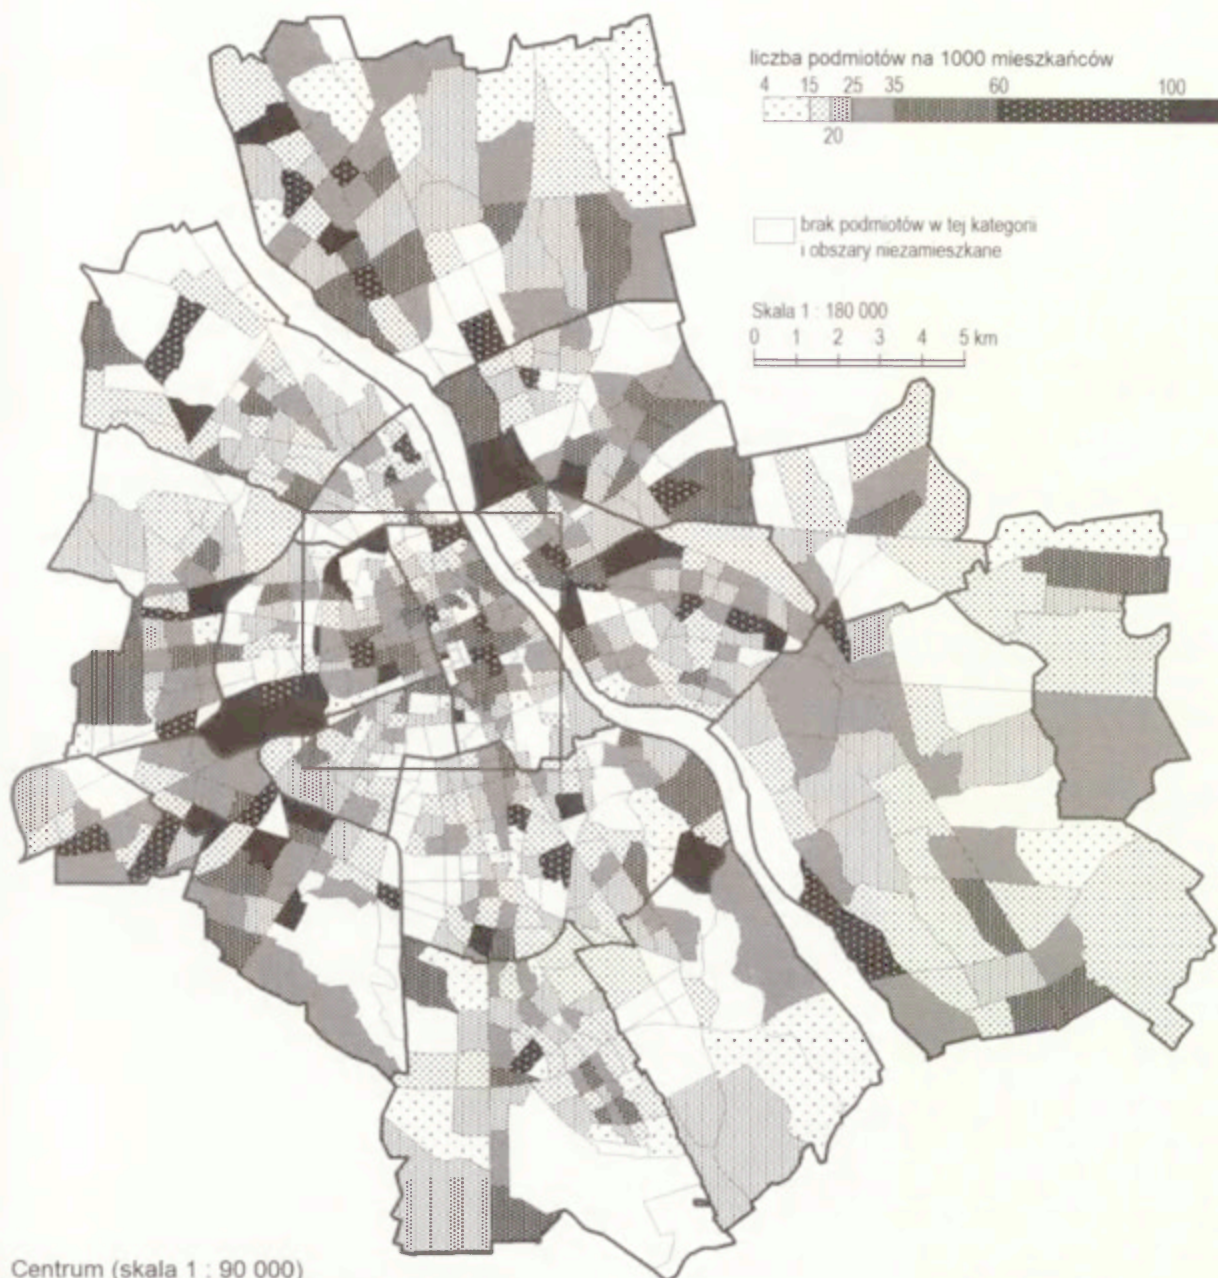 liczba podmiotów na 1000 mieszkańców
4 15 25 35 60 100
20
brak podmiotów w tej kategorii
i obszary niezamieszkane
Skala 1 : 180 000
0 1 2 3 4 5 km
Centrum (skala 1 : 90 000)